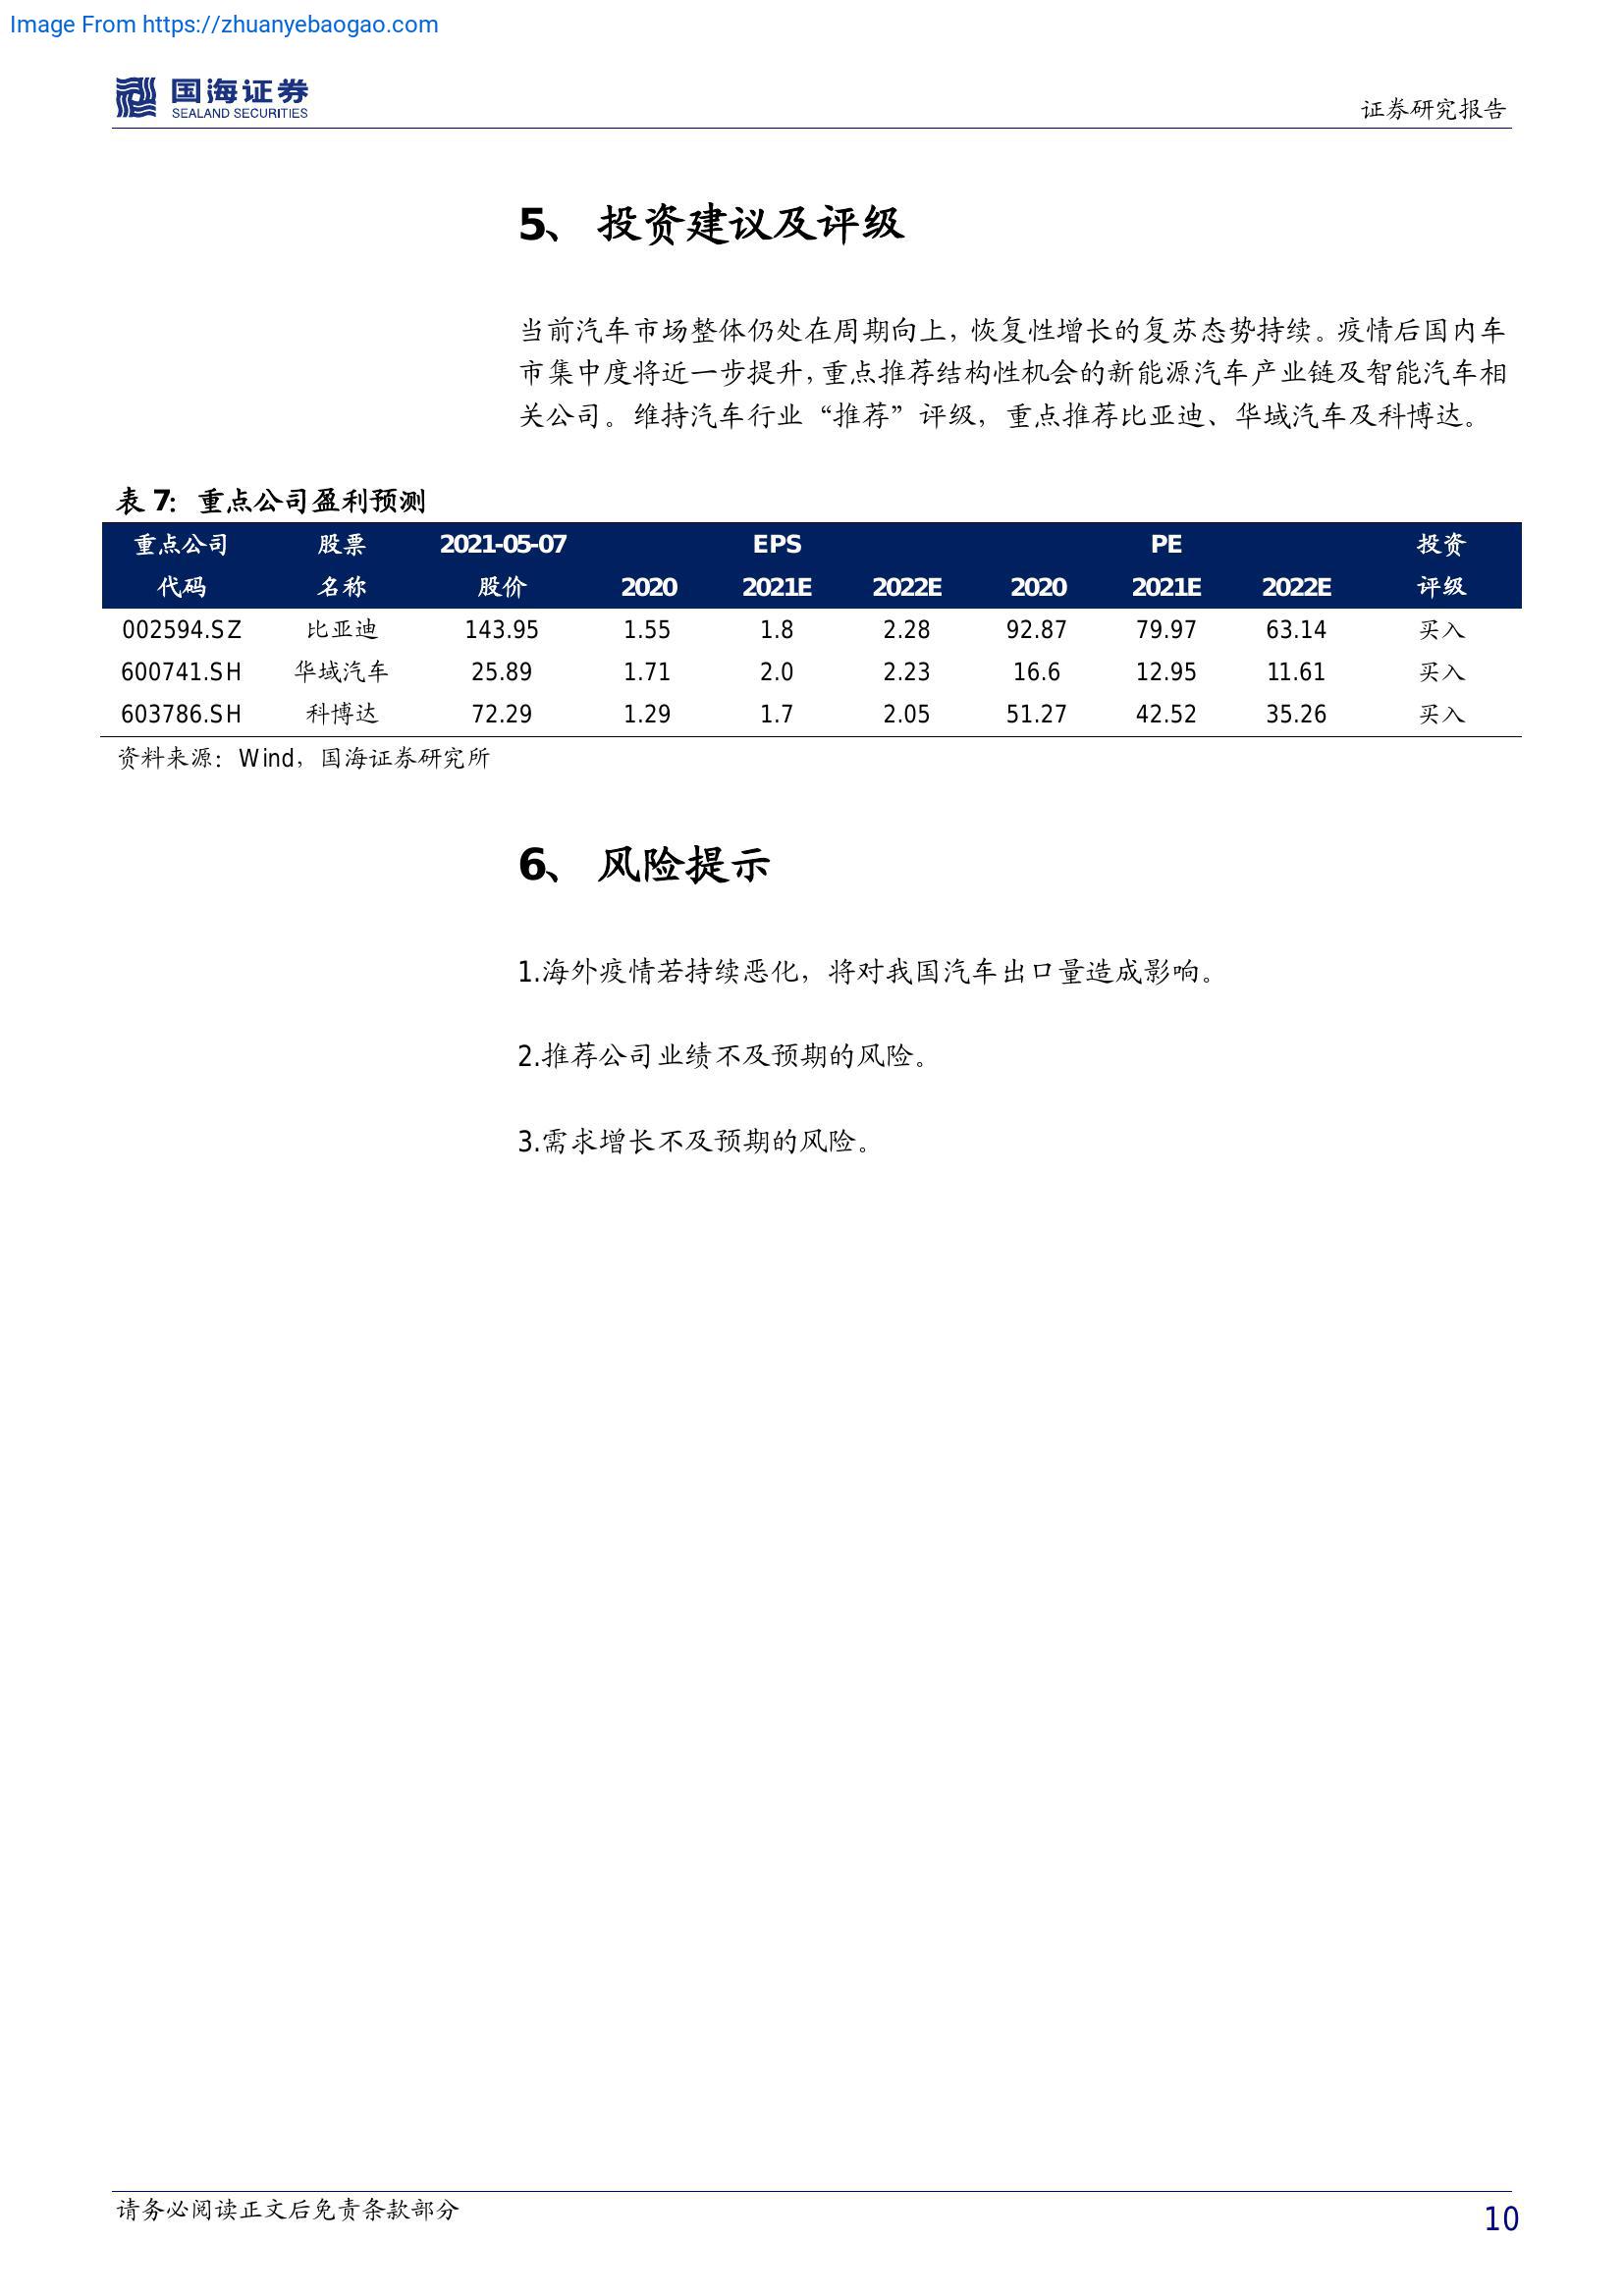 Image From https://zhuanyebaogao.com
国海证券
SEALAND SECURITIES
证券研究报告
5、 投资建议及评级
当前汽车市场整体仍处在周期向上，恢复性增长的复苏态势持续。疫情后国内车
市集中度将近一步提升，重点推荐结构性机会的新能源汽车产业链及智能汽车相
关公司。维持汽车行业“推荐”评级，重点推荐比亚迪、华域汽车及科博达。
表 7：重点公司盈利预测
重点公司 股票 2021-05-07 EPS PE 投资
代码 名称 股价 2020 2021E 2022E 2020 2021E 2022E 评级
002594.SZ 比亚迪 143.95 1.55 1.8 2.28 92.87 79.97 63.14 买入
600741.SH 华域汽车 25.89 1.71 2.0 2.23 16.6 12.95 11.61 买入
603786.SH 科博达 72.29 1.29 1.7 2.05 51.27 42.52 35.26 买入
资料来源：Wind，国海证券研究所
6、 风险提示
1.海外疫情若持续恶化，将对我国汽车出口量造成影响。
2.推荐公司业绩不及预期的风险。
3.需求增长不及预期的风险。
请务必阅读正文后免责条款部分
10